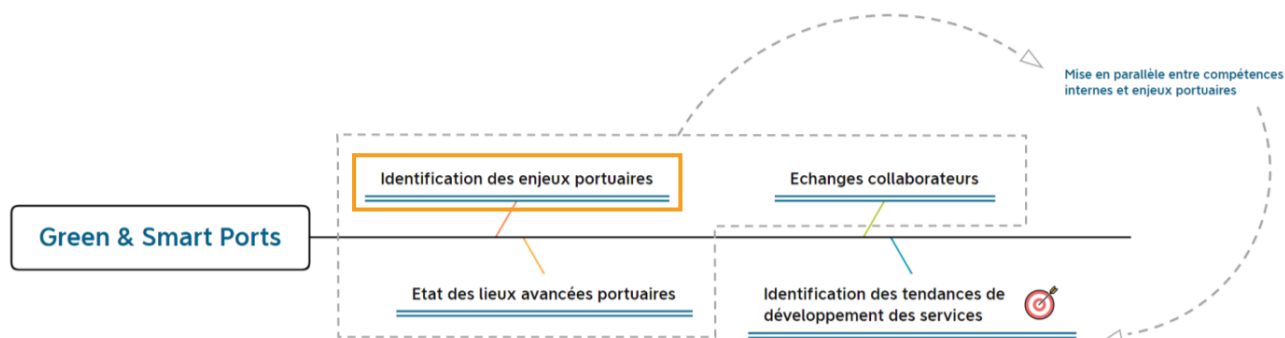 Mise en parallèle entre compétences
internes et enjeux portuaires
Identification des enjeux portuaires
Echanges collaborateurs
Green & Smart Ports
Etat des lieux avancées portuaires
Identification des tendances de
développement des services